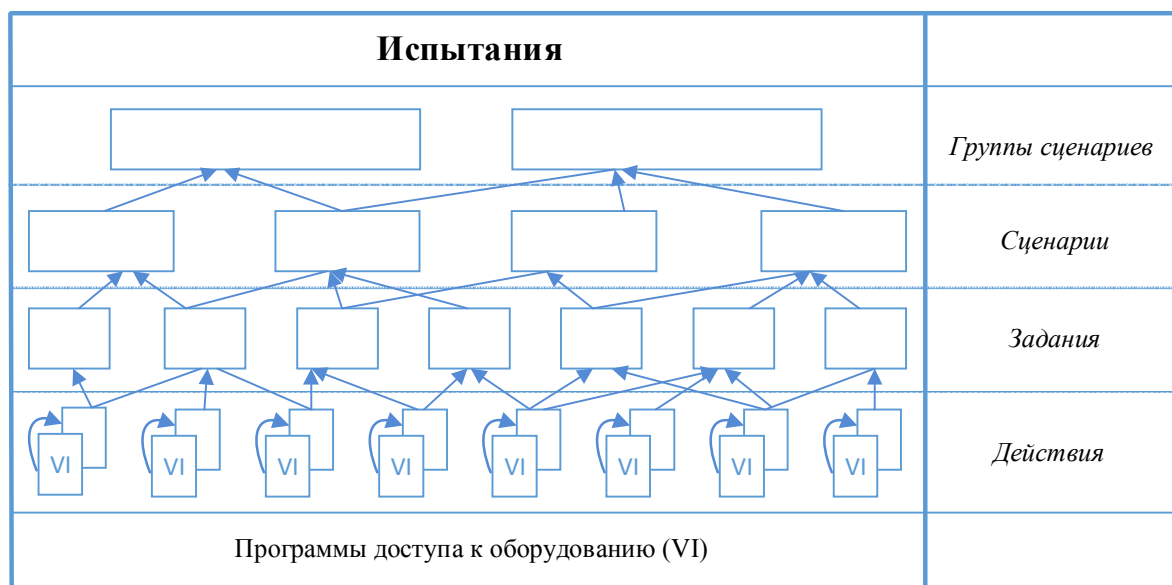 Испытания
Группы сценариев
Сценарии
Задания
VI VI VI VI VI VI VI VI
Действия
Программы доступа к оборудованию (VI)